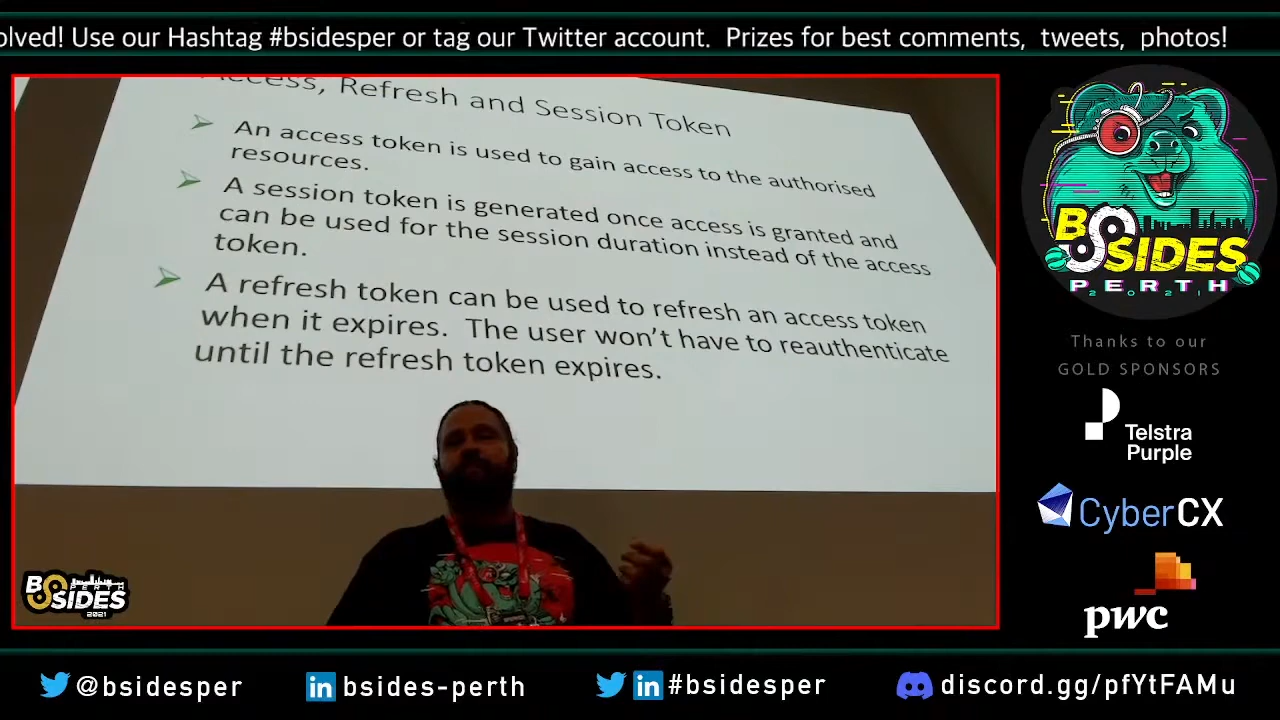 olved! Use our Hashtag #bsidesper or tag our Twitter account. Prizes for best comments, tweets, photos!
Access, Refresh and Session Token
An access token is used to gain access to the authorised
resources.
A session token is generated once access is granted and
can be used for the session duration instead of the access
token.
A refresh token can be used to refresh an access token
when it expires. The user won't have to reauthenticate
until the refresh token expires.
BSIDES
PERTH
2021
Thanks to our
GOLD SPONSORS
Telstra
Purple
CyberCX
pwc
BSIDES
PERTH
2021
@bsidesper
bsides-perth
#bsidesper
discord.gg/pfYtFAMu